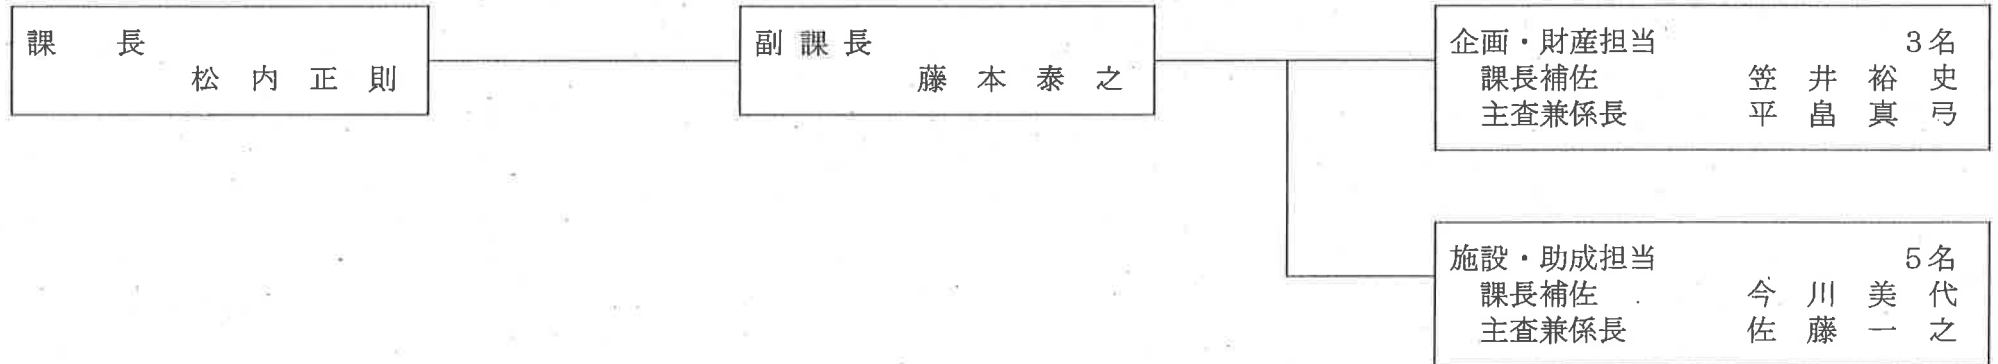 課　　長
松　内　正　則
副 課 長
藤　本　泰　之
企画・財産担当　3名
課長補佐　笠　井　裕　史
主査兼係長　平　畠　真　弓
施設・助成担当　5名
課長補佐　今　川　美　代
主査兼係長　佐　藤　一　之